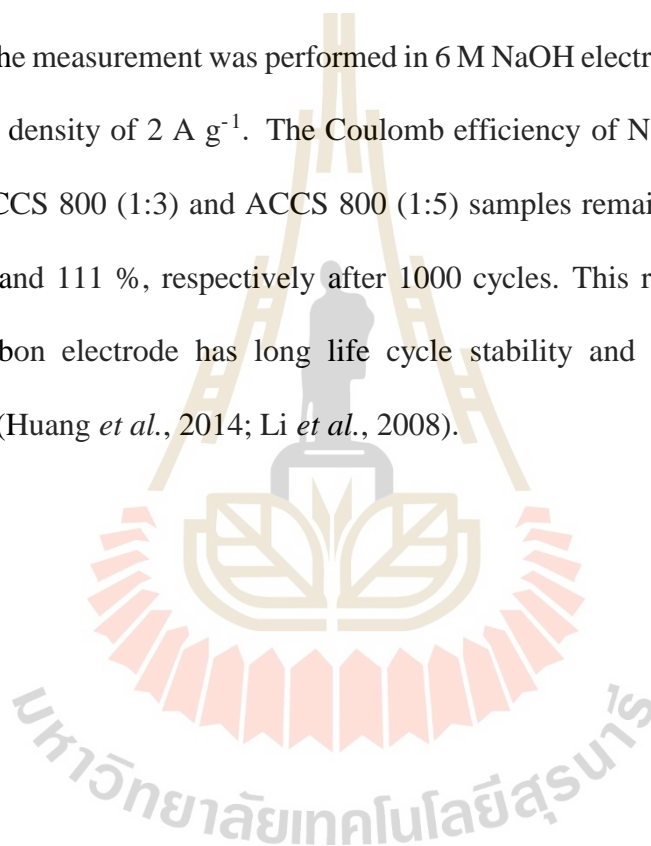 he measurement was performed in 6 M NaOH electr
density of 2 A g⁻¹. The Coulomb efficiency of N
CCS 800 (1:3) and ACCS 800 (1:5) samples remai
and 111 %, respectively after 1000 cycles. This r
bon electrode has long life cycle stability and
(Huang et al., 2014; Li et al., 2008).
มหาวิทยาลัยเทคโนโลยีสุรนารี